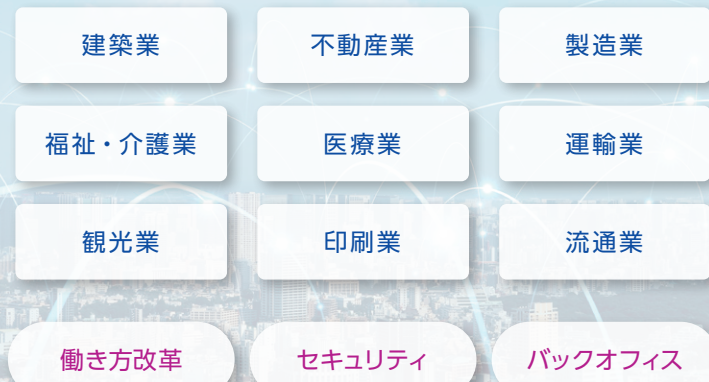 建築業
不動産業
製造業
福祉・介護業
医療業
運輸業
観光業
印刷業
流通業
働き方改革
セキュリティ
バックオフィス